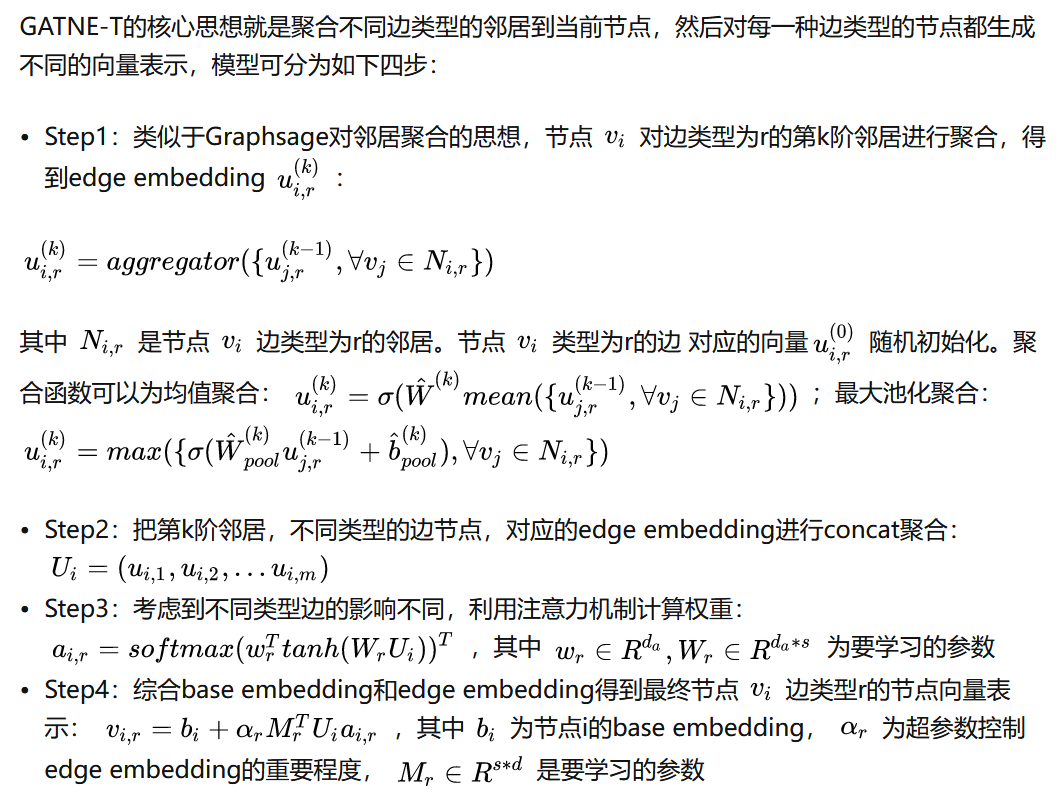 GATNE-T的核心思想就是聚合不同边类型的邻居到当前节点，然后对每一种边类型的节点都生成
不同的向量表示，模型可分为如下四步：
• Step1：类似于Graphsage对邻居聚合的思想，节点 $v_i$ 对边类型为r的第k阶邻居进行聚合，得
到edge embedding $u_{i,r}^{(k)}$ ：
$u_{i,r}^{(k)} = aggregator(\{u_{j,r}^{(k-1)}, \forall v_j \in N_{i,r}\})$
其中 $N_{i,r}$ 是节点 $v_i$ 边类型为r的邻居。节点 $v_i$ 类型为r的边 对应的向量 $u_{i,r}^{(0)}$ 随机初始化。聚
合函数可以为均值聚合： $u_{i,r}^{(k)} = \sigma(\hat{W}^{(k)} mean(\{u_{j,r}^{(k-1)}, \forall v_j \in N_{i,r}\}))$ ；最大池化聚合：
$u_{i,r}^{(k)} = max(\{\sigma(\hat{W}_{pool}^{(k)} u_{j,r}^{(k-1)} + \hat{b}_{pool}^{(k)}), \forall v_j \in N_{i,r}\})$
• Step2：把第k阶邻居，不同类型的边节点，对应的edge embedding进行concat聚合：
$U_i = (u_{i,1}, u_{i,2}, \ldots u_{i,m})$
• Step3：考虑到不同类型边的影响不同，利用注意力机制计算权重：
$a_{i,r} = softmax(w_r^T tanh(W_r U_i))^T$ ，其中 $w_r \in R^{d_a}, W_r \in R^{d_a * s}$ 为要学习的参数
• Step4：综合base embedding和edge embedding得到最终节点 $v_i$ 边类型r的节点向量表
示： $v_{i,r} = b_i + \alpha_r M_r^T U_i a_{i,r}$ ，其中 $b_i$ 为节点i的base embedding， $\alpha_r$ 为超参数控制
edge embedding的重要程度， $M_r \in R^{s*d}$ 是要学习的参数